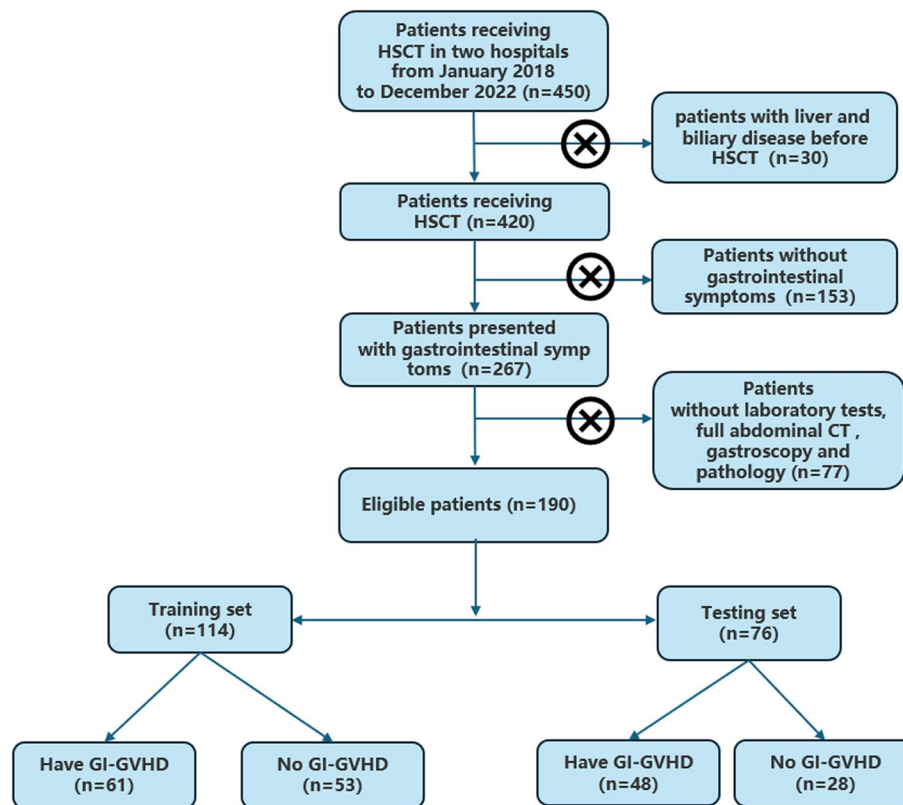 Patients receiving
HSCT in two hospitals
from January 2018
to December 2022 (n=450)
patients with liver and
biliary disease before
HSCT (n=30)
Patients receiving
HSCT (n=420)
Patients without
gastrointestinal
symptoms (n=153)
Patients presented
with gastrointestinal symp
toms (n=267)
Patients
without laboratory tests,
full abdominal CT ,
gastroscopy and
pathology (n=77)
Eligible patients (n=190)
Training set
(n=114)
Testing set
(n=76)
Have GI-GVHD
(n=61)
No GI-GVHD
(n=53)
Have GI-GVHD
(n=48)
No GI-GVHD
(n=28)